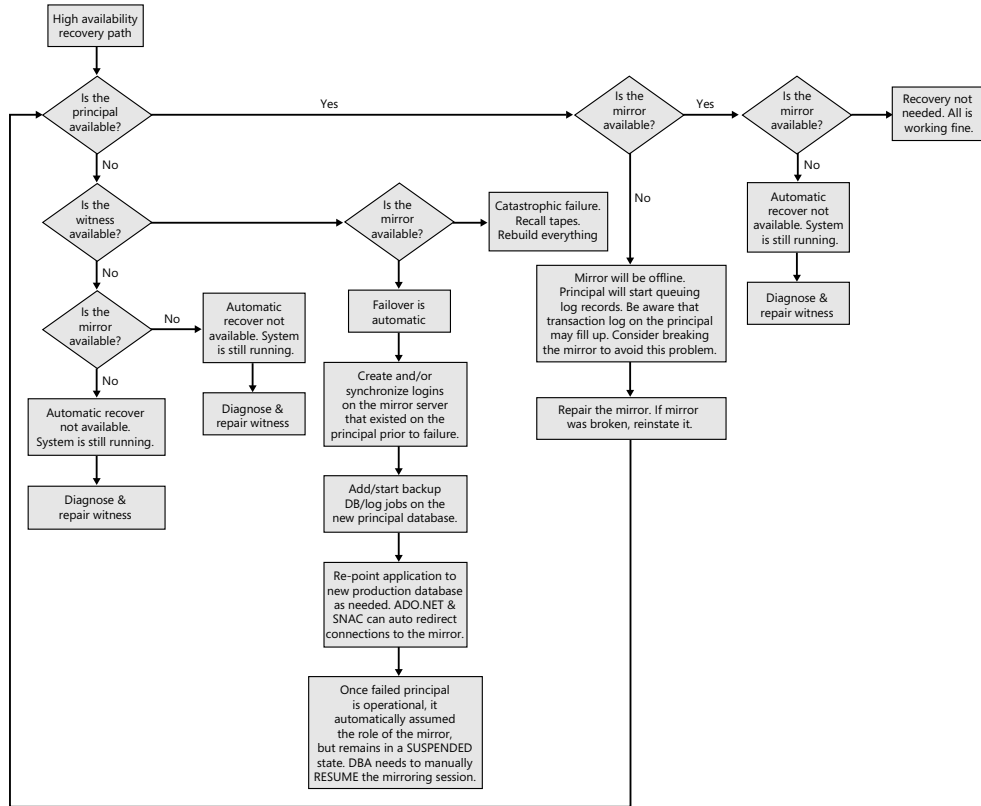 High availability
recovery path
Is the
principal
available?
Yes
Is the
mirror
available?
Yes
Is the
mirror
available?
Recovery not
needed. All is
working fine.
No
No
No
Is the
witness
available?
Is the
mirror
available?
Catastrophic failure.
Recall tapes.
Rebuild everything
Automatic
recover not
available. System
is still running.
No
Mirror will be offline.
Principal will start queuing
log records. Be aware that
transaction log on the principal
may fill up. Consider breaking
the mirror to avoid this problem.
Diagnose &
repair witness
Is the
mirror
available?
No
Automatic
recover not
available. System
is still running.
Failover is
automatic
No
Create and/or
synchronize logins
on the mirror server
that existed on the
principal prior to failure.
Repair the mirror. If mirror
was broken, reinstate it.
Automatic recover
not available.
System is still running.
Diagnose &
repair witness
Diagnose &
repair witness
Add/start backup
DB/log jobs on the
new principal database.
Re-point application to
new production database
as needed. ADO.NET &
SNAC can auto redirect
connections to the mirror.
Once failed principal
is operational, it
automatically assumed
the role of the mirror,
but remains in a SUSPENDED
state. DBA needs to manually
RESUME the mirroring session.